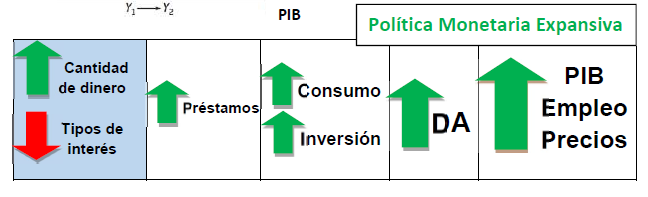 Y1 → Y2
PIB
Política Monetaria Expansiva
Cantidad
de dinero
Tipos de
interés
Préstamos
Consumo
Inversión
DA
PIB
Empleo
Precios